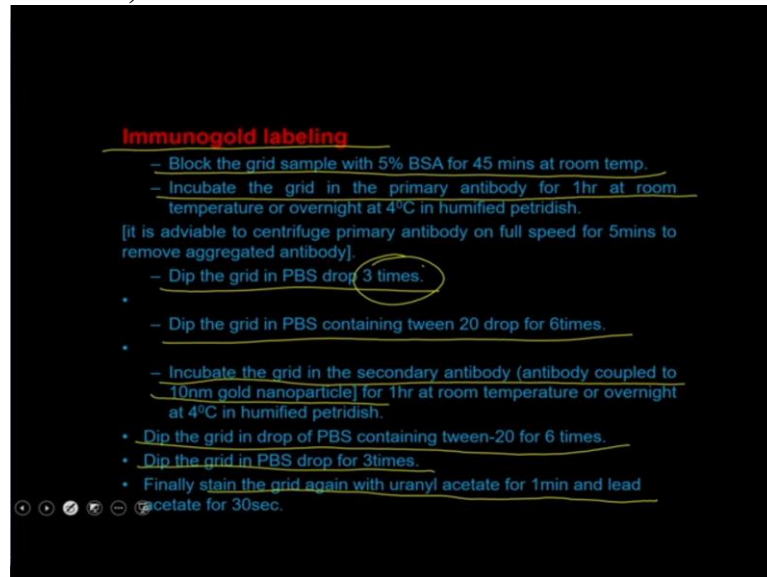 Immunogold labeling
– Block the grid sample with 5% BSA for 45 mins at room temp.
– Incubate the grid in the primary antibody for 1hr at room
temperature or overnight at 4⁰C in humified petridish.
[it is adviable to centrifuge primary antibody on full speed for 5mins to
remove aggregated antibody].
– Dip the grid in PBS drop 3 times.
•
– Dip the grid in PBS containing tween 20 drop for 6times.
•
– Incubate the grid in the secondary antibody (antibody coupled to
10nm gold nanoparticle] for 1hr at room temperature or overnight
at 4⁰C in humified petridish.
• Dip the grid in drop of PBS containing tween-20 for 6 times.
• Dip the grid in PBS drop for 3times.
• Finally stain the grid again with uranyl acetate for 1min and lead
acetate for 30sec.